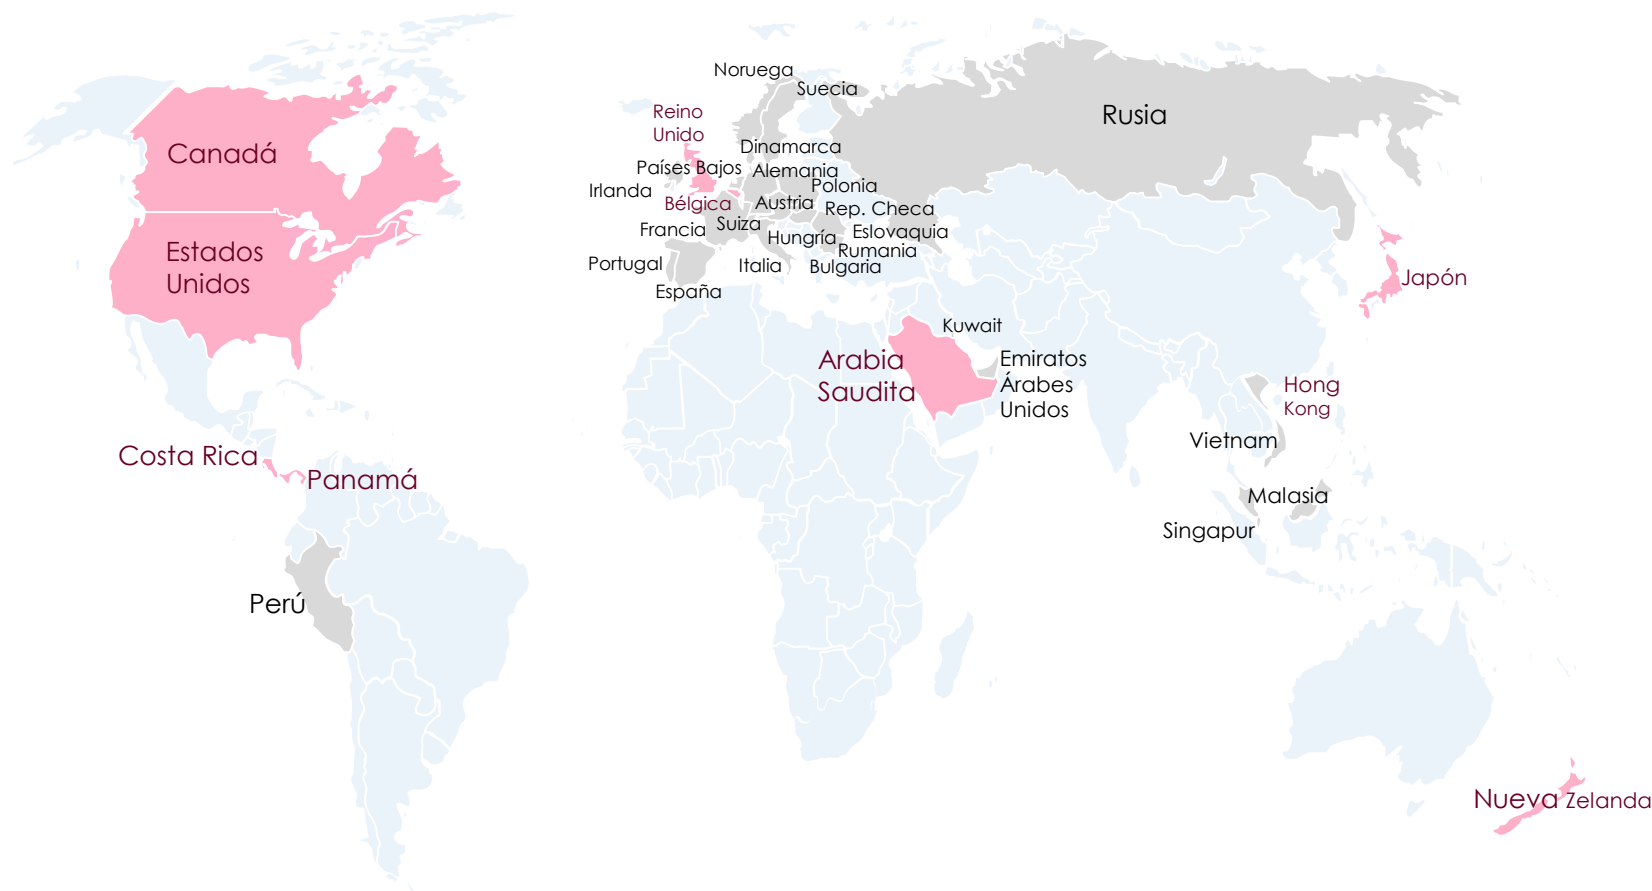 Noruega
Suecia
Reino
Unido
Rusia
Canadá
Dinamarca
Países Bajos
Alemania
Irlanda
Polonia
Bélgica
Austria
Rep. Checa
Francia
Suiza
Hungría
Eslovaquia
Rumania
Portugal
Italia
Bulgaria
España
Estados
Unidos
Japón
Kuwait
Arabia
Saudita
Emiratos
Árabes
Unidos
Hong
Kong
Vietnam
Costa Rica
Panamá
Malasia
Singapur
Perú
Nueva Zelanda